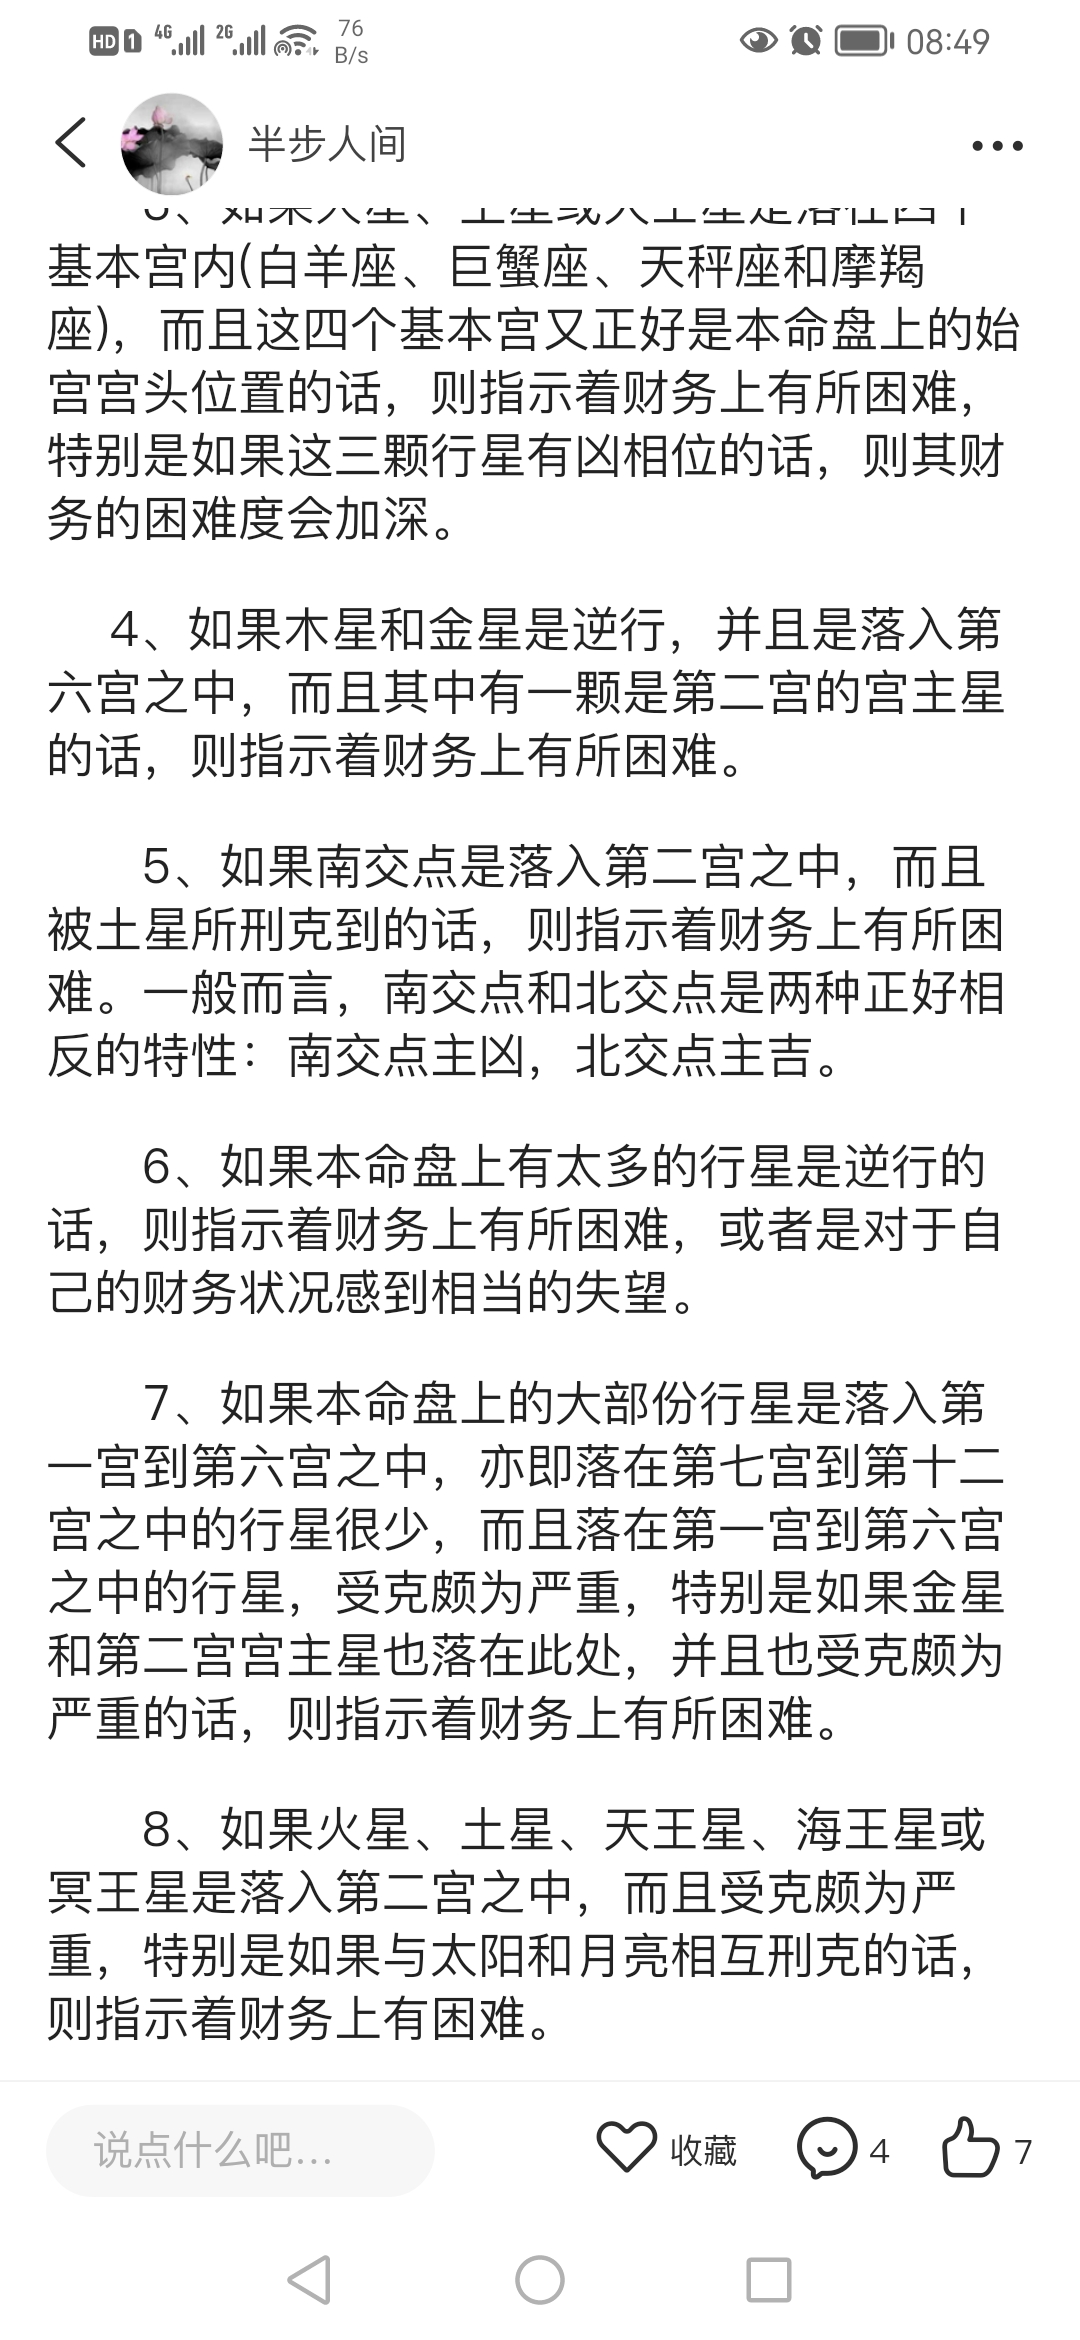 HD 1 4G 2G 76 B/s 08:49
半步人间
基本宫内(白羊座、巨蟹座、天秤座和摩羯
座)，而且这四个基本宫又正好是本命盘上的始
宫宫头位置的话，则指示着财务上有所困难，
特别是如果这三颗行星有凶相位的话，则其财
务的困难度会加深。
4、如果木星和金星是逆行，并且是落入第
六宫之中，而且其中有一颗是第二宫的宫主星
的话，则指示着财务上有所困难。
5、如果南交点是落入第二宫之中，而且
被土星所刑克到的话，则指示着财务上有所困
难。一般而言，南交点和北交点是两种正好相
反的特性：南交点主凶，北交点主吉。
6、如果本命盘上有太多的行星是逆行的
话，则指示着财务上有所困难，或者是对于自
己的财务状况感到相当的失望。
7、如果本命盘上的大部份行星是落入第
一宫到第六宫之中，亦即落在第七宫到第十二
宫之中的行星很少，而且落在第一宫到第六宫
之中的行星，受克颇为严重，特别是如果金星
和第二宫宫主星也落在此处，并且也受克颇为
严重的话，则指示着财务上有所困难。
8、如果火星、土星、天王星、海王星或
冥王星是落入第二宫之中，而且受克颇为严
重，特别是如果与太阳和月亮相互刑克的话，
则指示着财务上有困难。
说点什么吧... 收藏 4 7